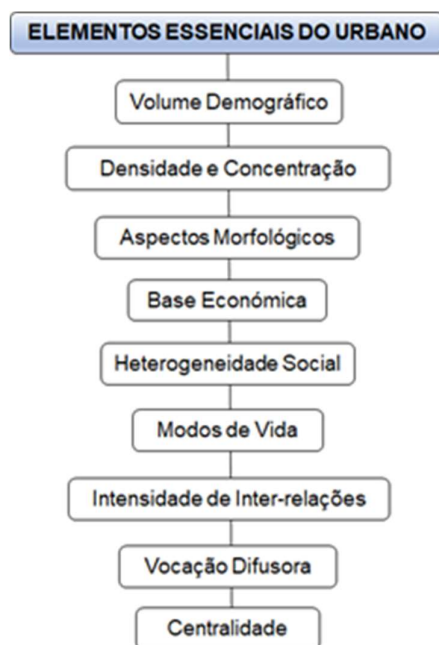 ELEMENTOS ESSENCIAIS DO URBANO
Volume Demográfico
Densidade e Concentração
Aspectos Morfológicos
Base Económica
Heterogeneidade Social
Modos de Vida
Intensidade de Inter-relações
Vocação Difusora
Centralidade